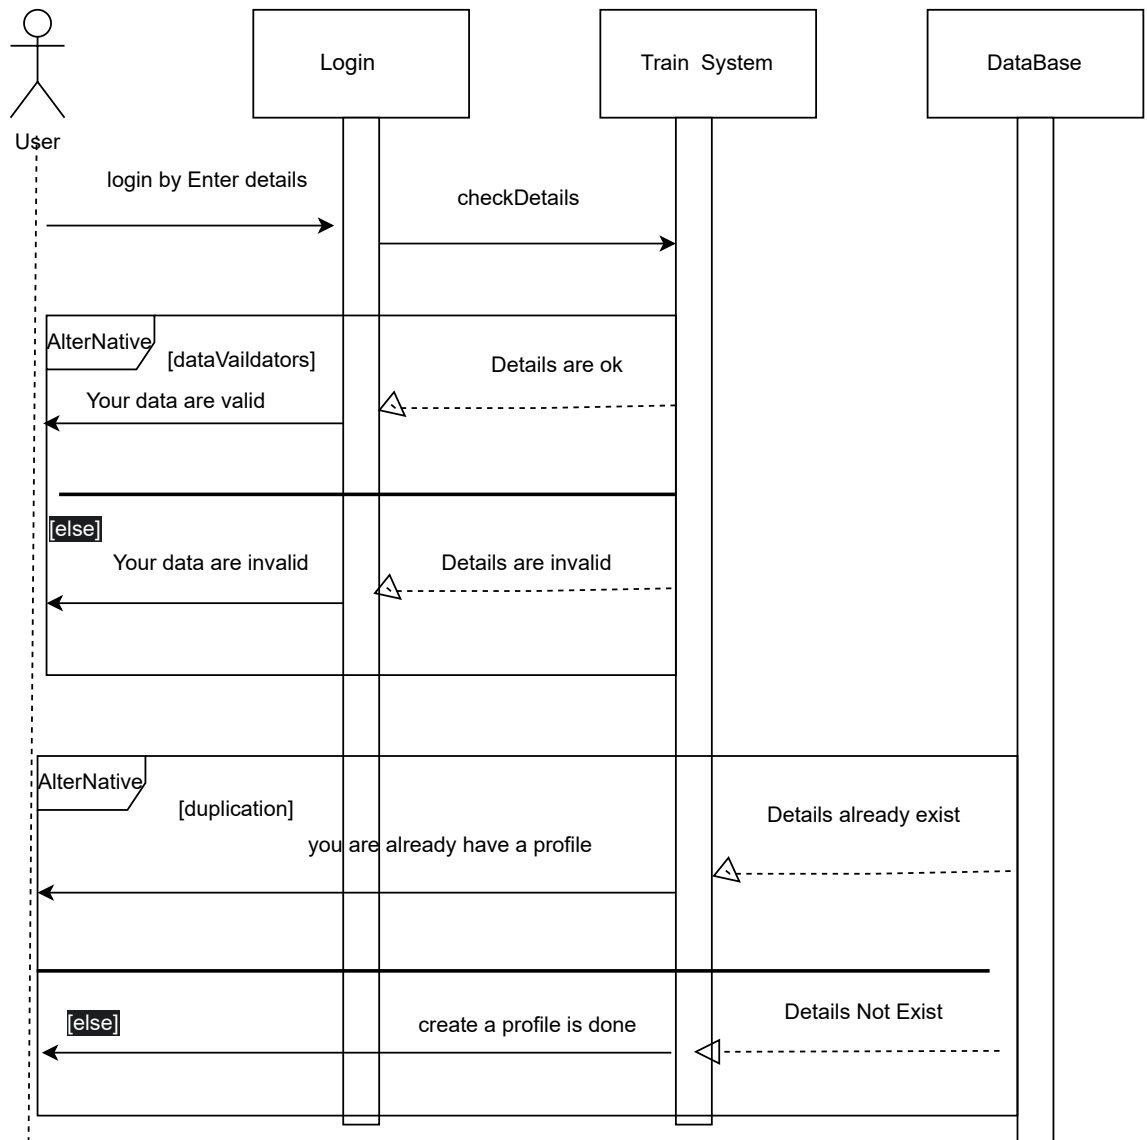 Login
Train System
DataBase
User
login by Enter details
checkDetails
AlterNative
[dataVaildators]
Details are ok
Your data are valid
[else]
Your data are invalid
Details are invalid
AlterNative
[duplication]
Details already exist
you are already have a profile
Details Not Exist
[else]
create a profile is done